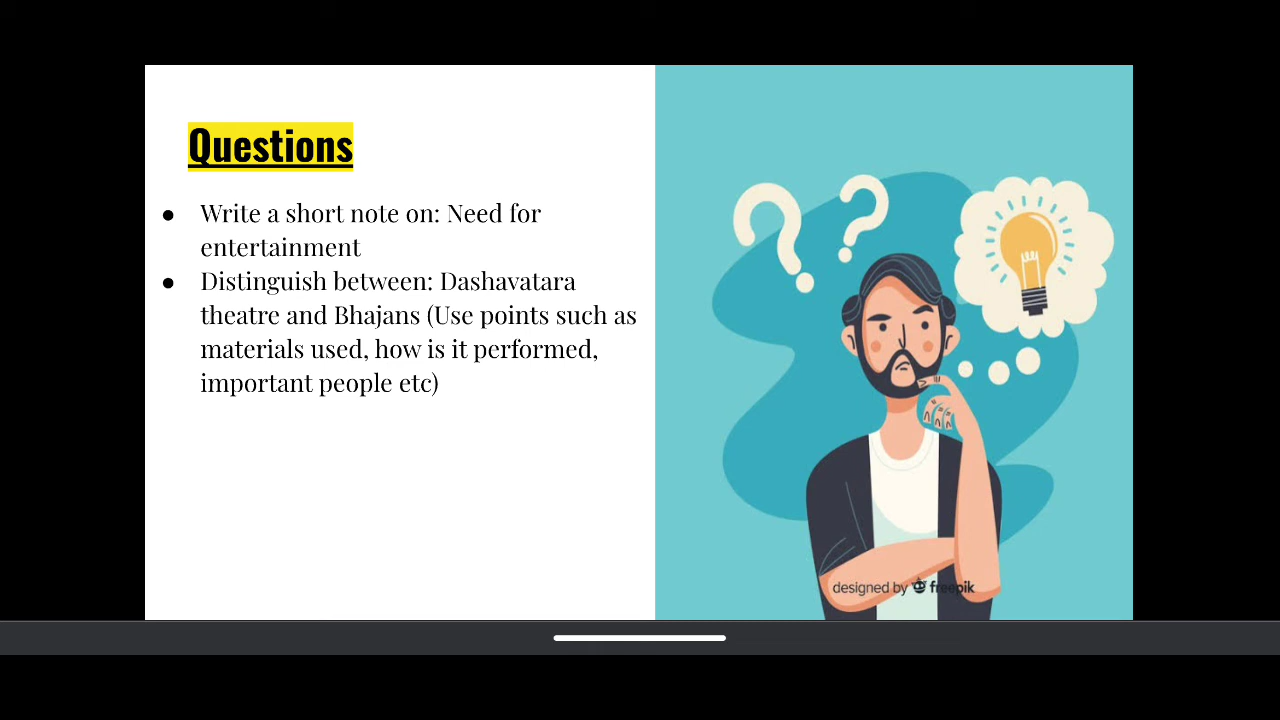 Questions
● Write a short note on: Need for
entertainment
● Distinguish between: Dashavatara
theatre and Bhajans (Use points such as
materials used, how is it performed,
important people etc)
designed by freepik